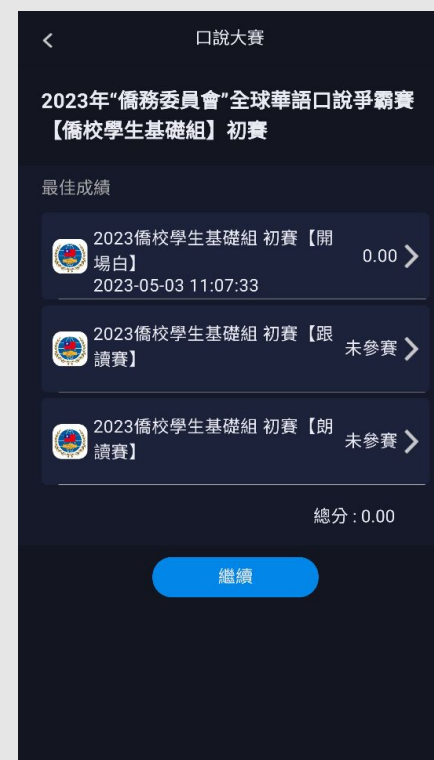 口說大賽
2023年“僑務委員會”全球華語口說爭霸賽
【僑校學生基礎組】初賽
最佳成績
2023僑校學生基礎組 初賽【開
場白】
2023-05-03 11:07:33
0.00
2023僑校學生基礎組 初賽【跟
讀賽】
未參賽
2023僑校學生基礎組 初賽【朗
讀賽】
未參賽
總分 : 0.00
繼續